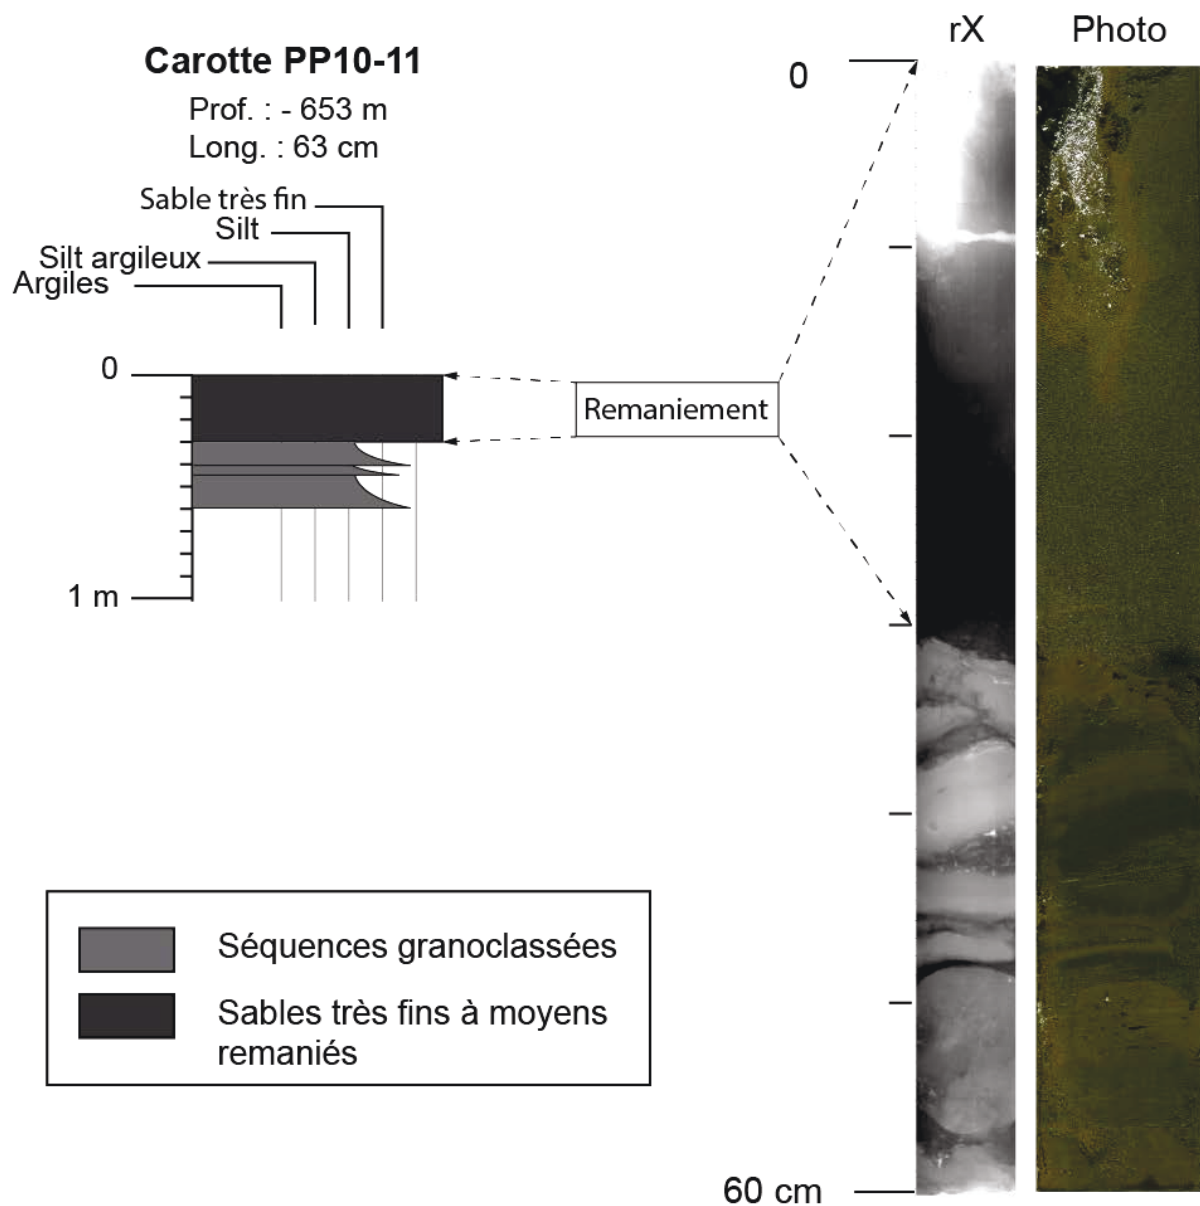 Carotte PP10-11
Prof. : - 653 m
Long. : 63 cm
Sable très fin
Silt
Silt argileux
Argiles
0
1 m
Remaniement
rX
Photo
0
60 cm
Séquences granoclassées
Sables très fins à moyens
remaniés